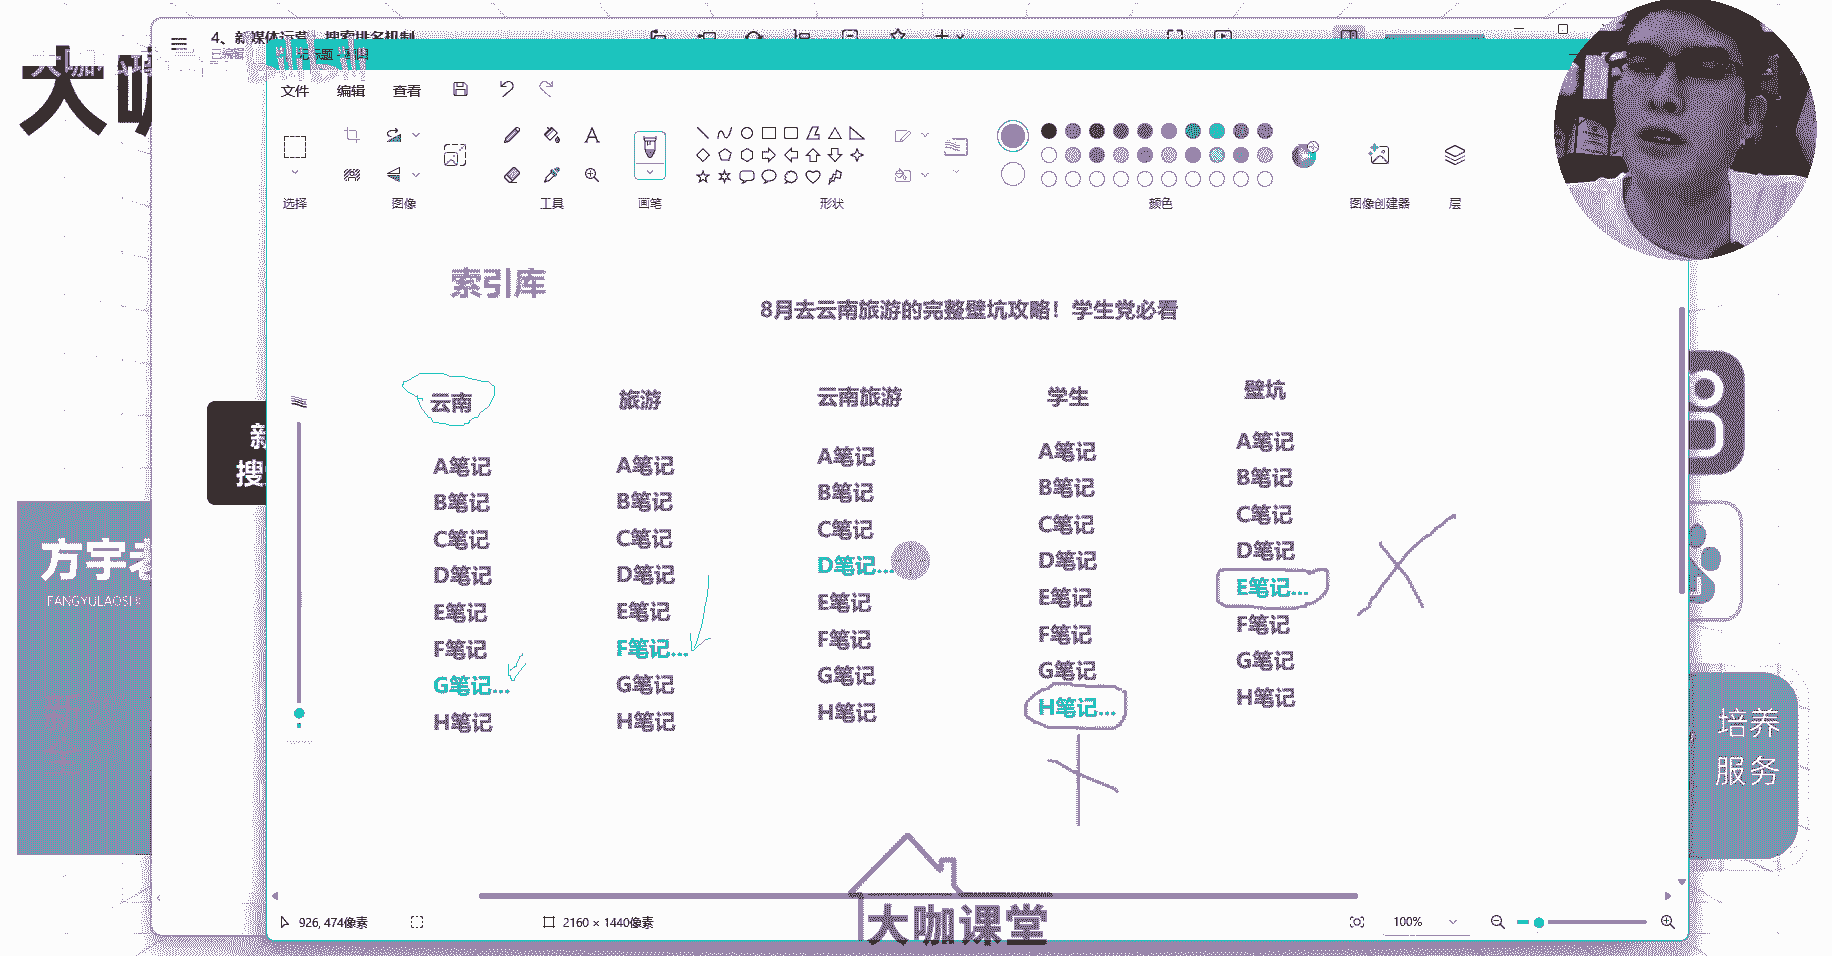 4、新媒体运营—搜索排名机制
文件 编辑 查看
选择 图像 工具 画笔 形状 颜色 图像创建器 层
索引库
8月去云南旅游的完整璧坑攻略！学生党必看
云南 旅游 云南旅游 学生 璧坑
A笔记 A笔记 A笔记 A笔记 A笔记
B笔记 B笔记 B笔记 B笔记 B笔记
C笔记 C笔记 C笔记 C笔记 C笔记
D笔记 D笔记 D笔记... D笔记 D笔记
E笔记 E笔记 E笔记 E笔记 E笔记...
F笔记 F笔记... F笔记 F笔记 F笔记
G笔记... G笔记 G笔记 G笔记 G笔记
H笔记 H笔记 H笔记 H笔记... H笔记
大咖
新
搜
方宇老
FANGYULAOSHI
培养
服务
大咖课堂
926, 474像素 2160 × 1440像素 100%